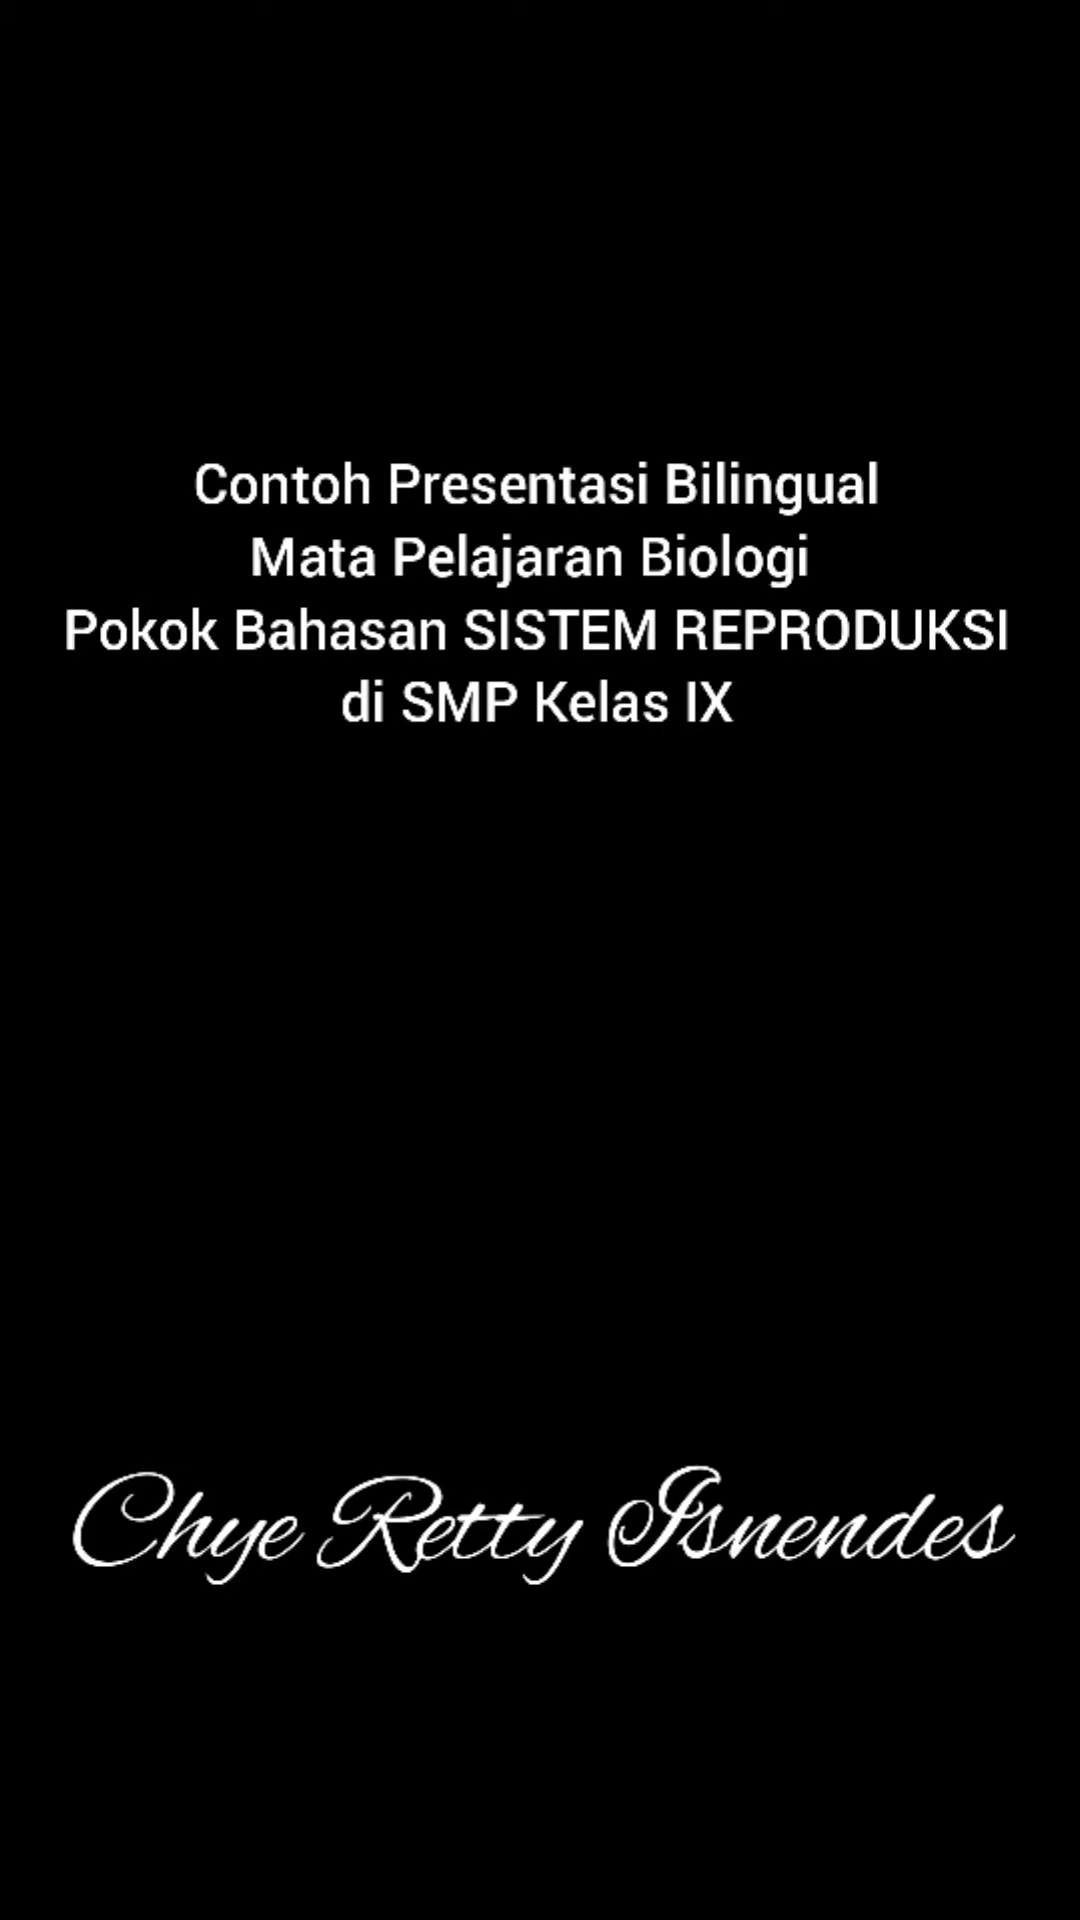 Contoh Presentasi Bilingual
Mata Pelajaran Biologi
Pokok Bahasan SISTEM REPRODUKSI
di SMP Kelas IX
Chye Retty Isnendes